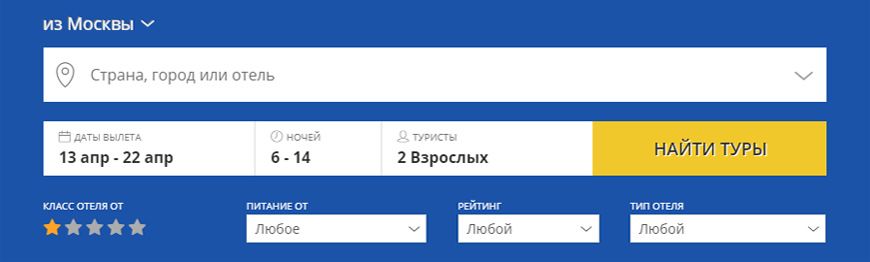 из Москвы
Страна, город или отель
ДАТЫ ВЫЛЕТА НОЧЕЙ ТУРИСТЫ
13 апр - 22 апр 6 - 14 2 Взрослых НАЙТИ ТУРЫ
КЛАСС ОТЕЛЯ ОТ ПИТАНИЕ ОТ РЕЙТИНГ ТИП ОТЕЛЯ
Любое Любой Любой